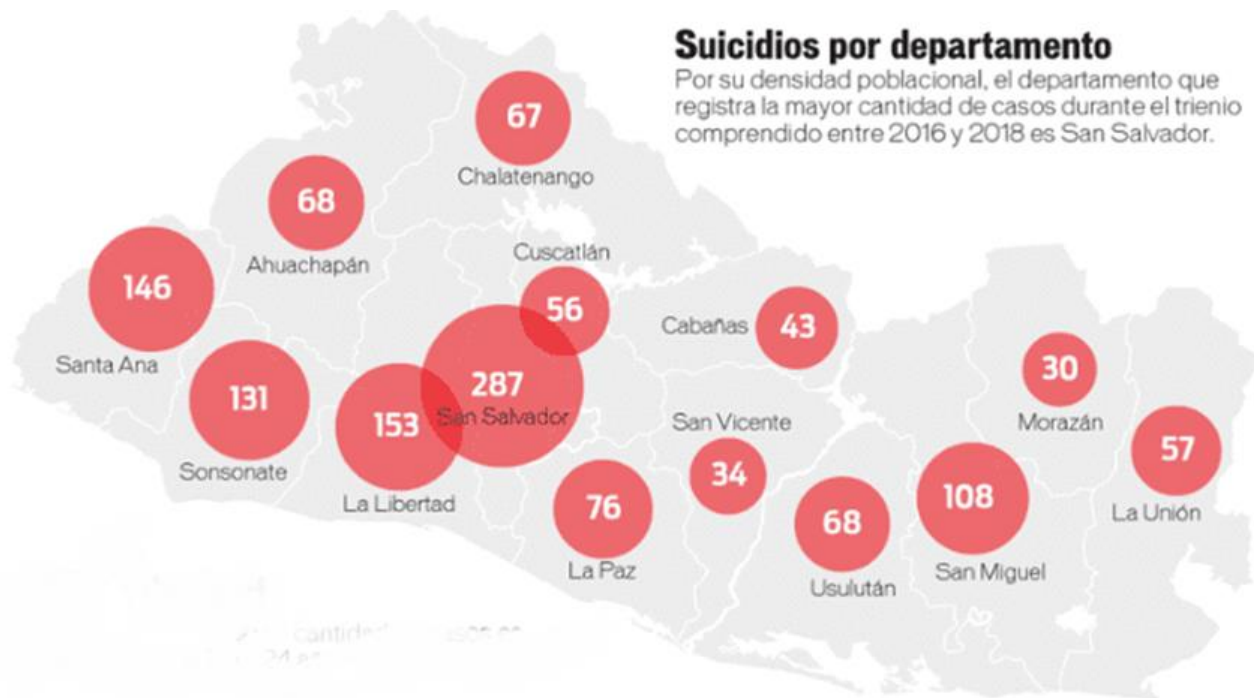 Suicidios por departamento
Por su densidad poblacional, el departamento que
registra la mayor cantidad de casos durante el trienio
comprendido entre 2016 y 2018 es San Salvador.
67
Chalatenango
68
Ahuachapán
Cuscatlán
56
146
Santa Ana
Cabañas
43
287
San Salvador
30
Morazán
131
Sonsonate
153
La Libertad
San Vicente
34
57
La Unión
76
La Paz
68
Usulután
108
San Miguel
cantidad
24